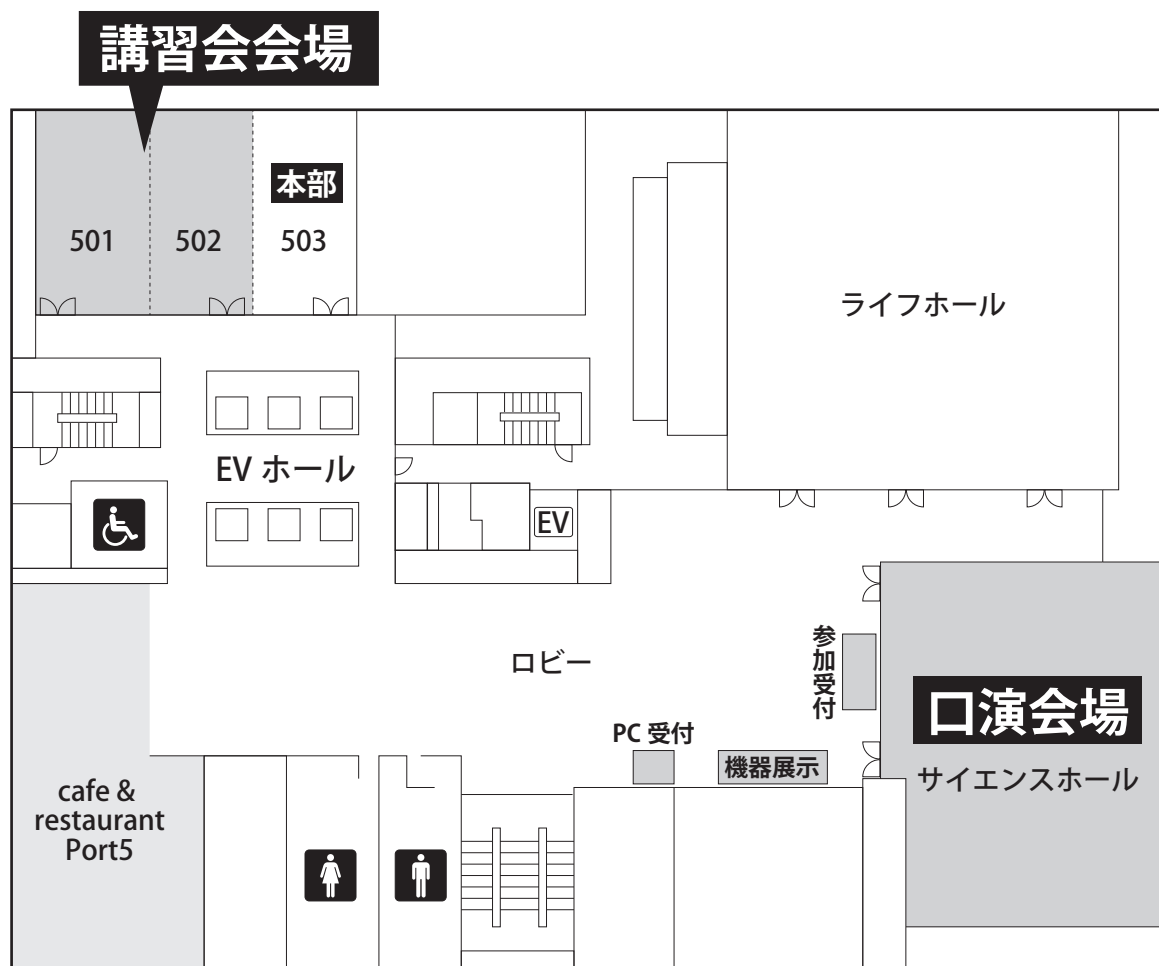 講習会会場
本部
501
502
503
ライフホール
EV ホール
EV
ロビー
参加受付
PC 受付
機器展示
口演会場
サイエンスホール
cafe &
restaurant
Port5